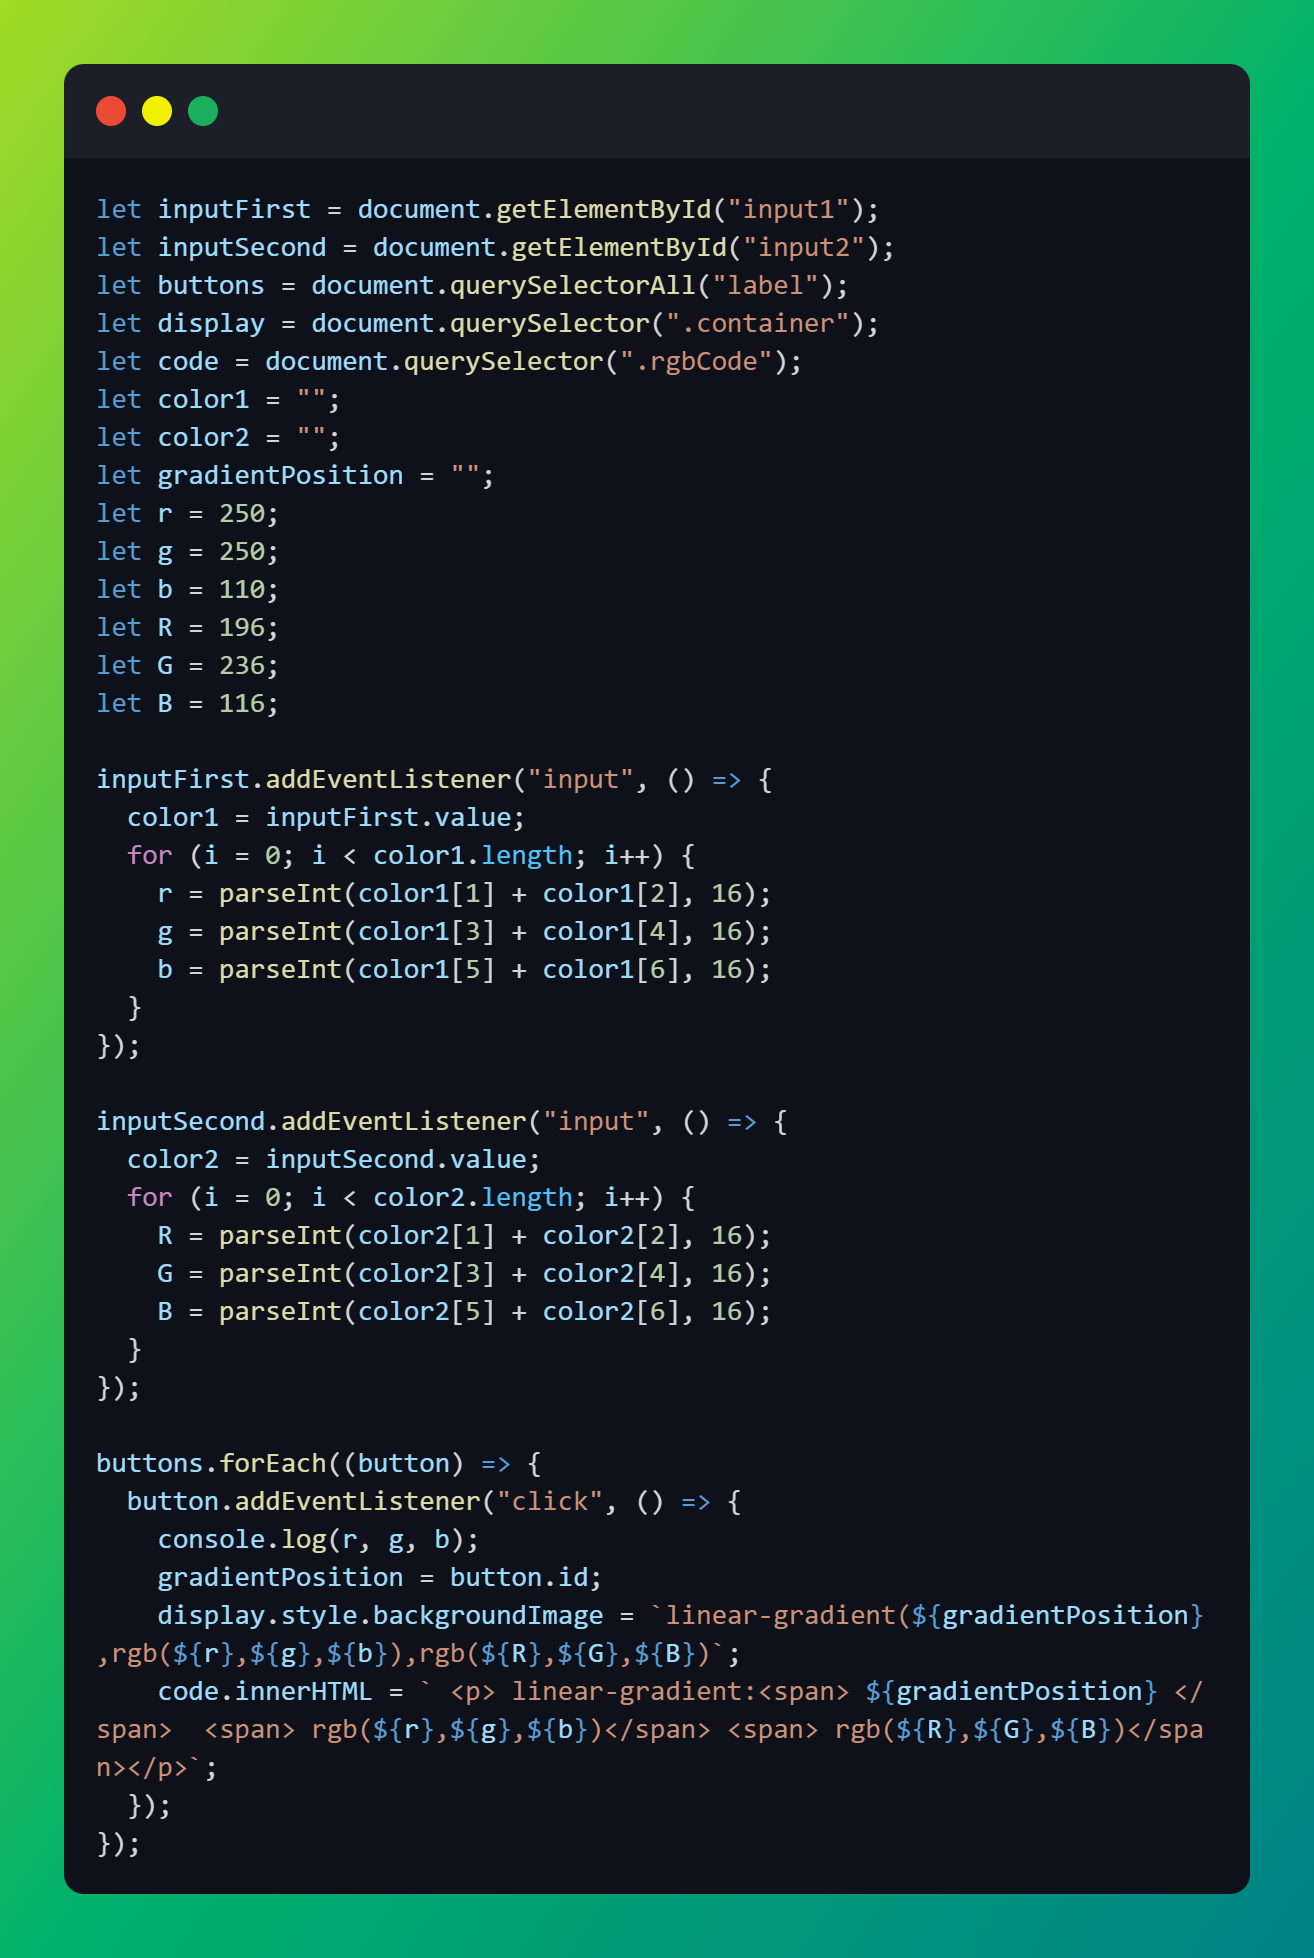 let inputFirst = document.getElementById("input1");
let inputSecond = document.getElementById("input2");
let buttons = document.querySelectorAll("label");
let display = document.querySelector(".container");
let code = document.querySelector(".rgbCode");
let color1 = "";
let color2 = "";
let gradientPosition = "";
let r = 250;
let g = 250;
let b = 110;
let R = 196;
let G = 236;
let B = 116;

inputFirst.addEventListener("input", () => {
  color1 = inputFirst.value;
  for (i = 0; i < color1.length; i++) {
    r = parseInt(color1[1] + color1[2], 16);
    g = parseInt(color1[3] + color1[4], 16);
    b = parseInt(color1[5] + color1[6], 16);
  }
});

inputSecond.addEventListener("input", () => {
  color2 = inputSecond.value;
  for (i = 0; i < color2.length; i++) {
    R = parseInt(color2[1] + color2[2], 16);
    G = parseInt(color2[3] + color2[4], 16);
    B = parseInt(color2[5] + color2[6], 16);
  }
});

buttons.forEach((button) => {
  button.addEventListener("click", () => {
    console.log(r, g, b);
    gradientPosition = button.id;
    display.style.backgroundImage = `linear-gradient(${gradientPosition}
,rgb(${r},${g},${b}),rgb(${R},${G},${B})`;
    code.innerHTML = ` <p> linear-gradient:<span> ${gradientPosition} </
span>  <span> rgb(${r},${g},${b})</span> <span> rgb(${R},${G},${B})</spa
n></p>`;
  });
});